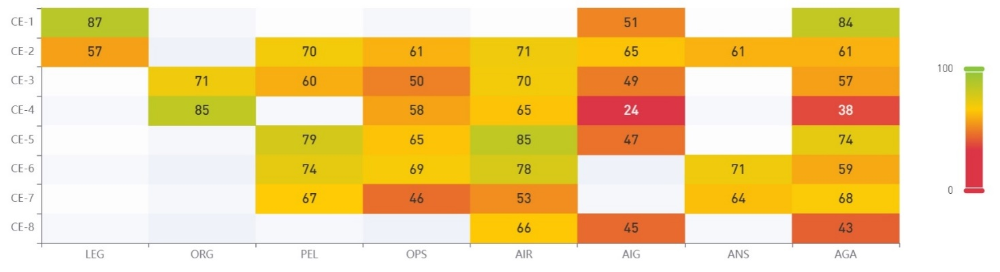 CE-1 87 51 84
CE-2 57 70 61 71 65 61 61
100
CE-3 71 60 50 70 49 57
CE-4 85 58 65 24 38
CE-5 79 65 85 47 74
CE-6 74 69 78 71 59
CE-7 67 46 53 64 68
0
CE-8 66 45 43
LEG ORG PEL OPS AIR AIG ANS AGA